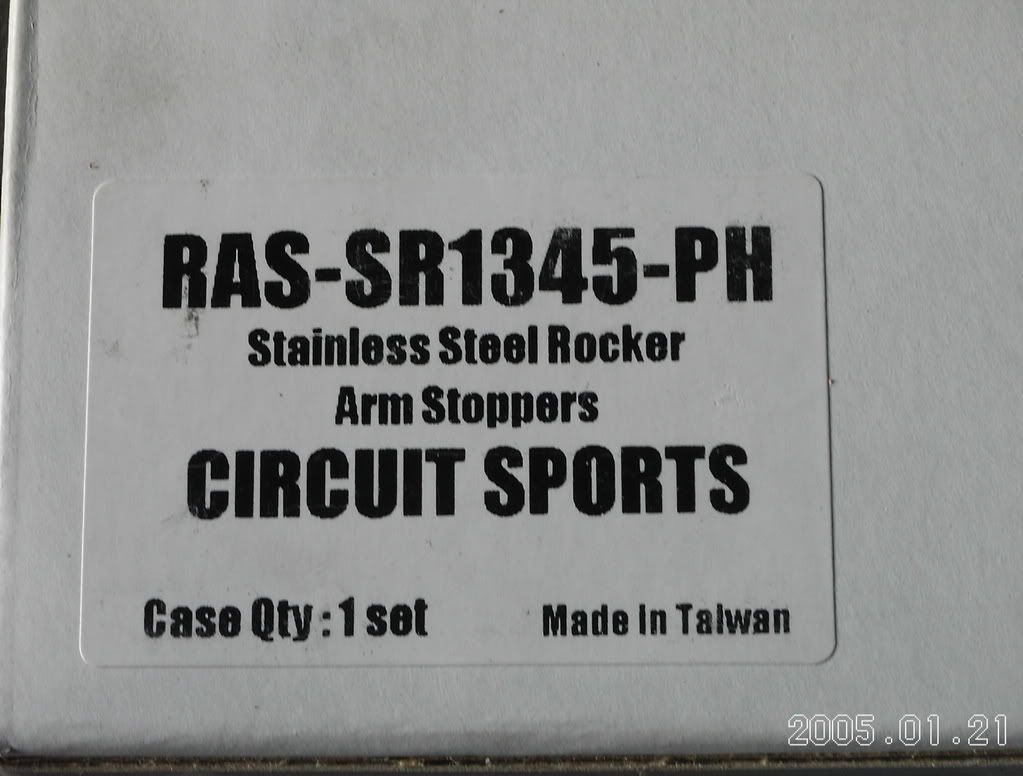 RAS-SR1345-PH
Stainless Steel Rocker
Arm Stoppers
CIRCUIT SPORTS
Case Qty : 1 set
Made In Taiwan
2005.01.21